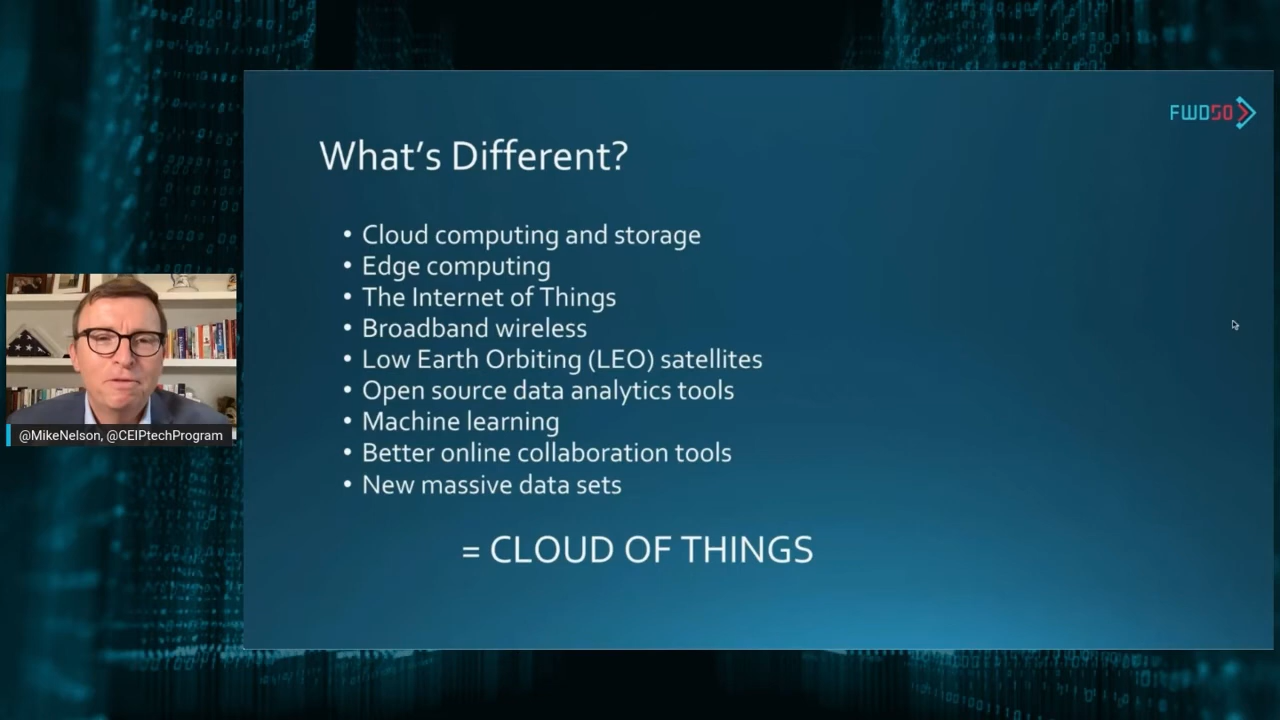 FWD50
What's Different?
• Cloud computing and storage
• Edge computing
• The Internet of Things
• Broadband wireless
• Low Earth Orbiting (LEO) satellites
• Open source data analytics tools
• Machine learning
• Better online collaboration tools
• New massive data sets
= CLOUD OF THINGS
@MikeNelson, @CEIPtechProgram